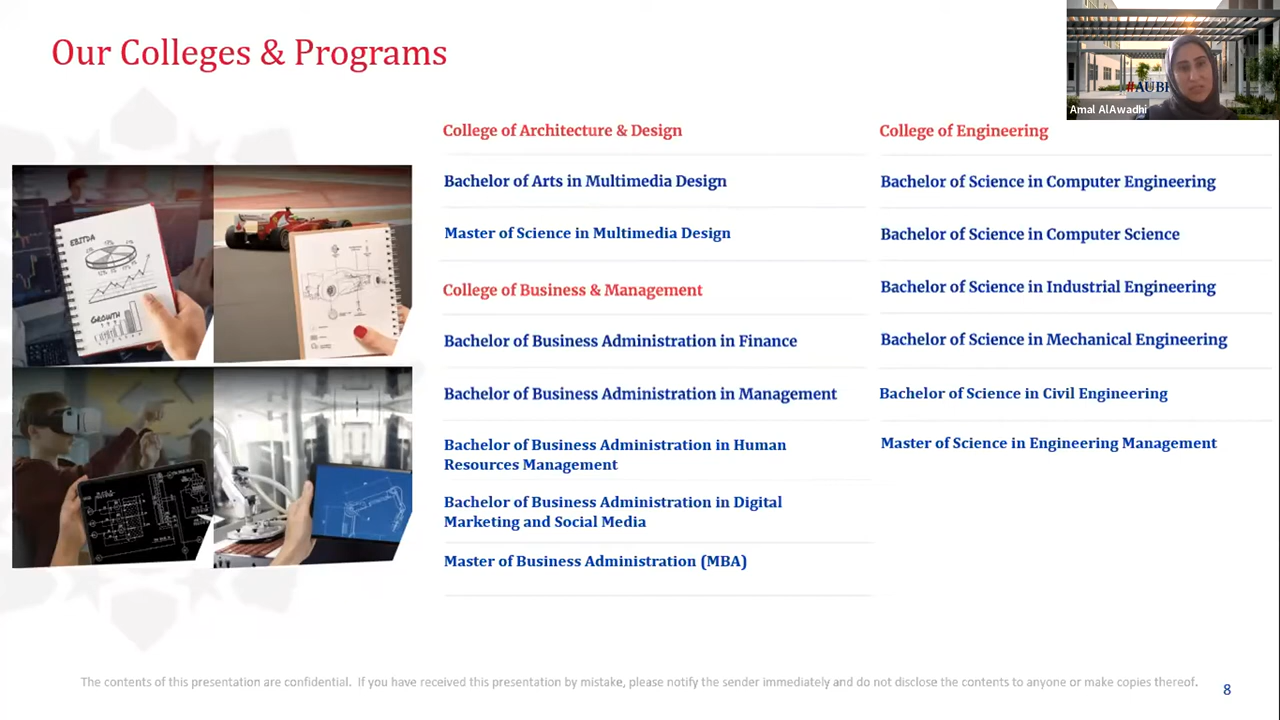 Our Colleges & Programs
#AUB
Amal AlAwadhi
College of Architecture & Design
Bachelor of Arts in Multimedia Design
Master of Science in Multimedia Design
College of Business & Management
Bachelor of Business Administration in Finance
Bachelor of Business Administration in Management
Bachelor of Business Administration in Human
Resources Management
Bachelor of Business Administration in Digital
Marketing and Social Media
Master of Business Administration (MBA)
College of Engineering
Bachelor of Science in Computer Engineering
Bachelor of Science in Computer Science
Bachelor of Science in Industrial Engineering
Bachelor of Science in Mechanical Engineering
Bachelor of Science in Civil Engineering
Master of Science in Engineering Management
EBITDA
GROWTH
The contents of this presentation are confidential. If you have received this presentation by mistake, please notify the sender immediately and do not disclose the contents to anyone or make copies thereof.
8